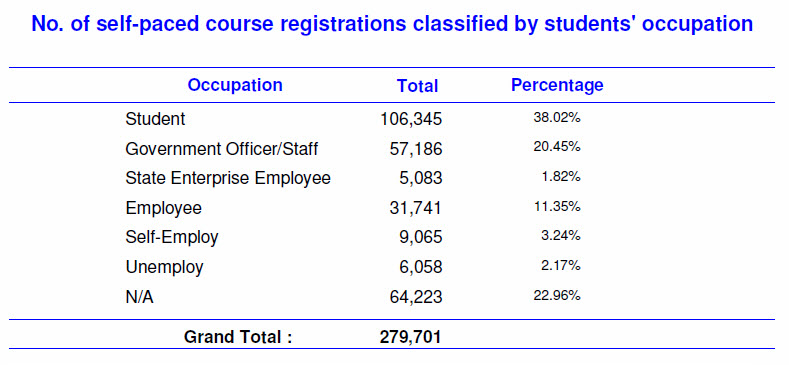 No. of self-paced course registrations classified by students' occupation
Occupation Total Percentage
Student 106,345 38.02%
Government Officer/Staff 57,186 20.45%
State Enterprise Employee 5,083 1.82%
Employee 31,741 11.35%
Self-Employ 9,065 3.24%
Unemploy 6,058 2.17%
N/A 64,223 22.96%
Grand Total : 279,701